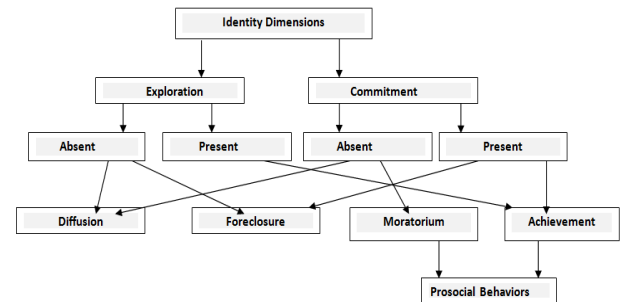 Identity Dimensions
Exploration
Commitment
Absent
Present
Absent
Present
Diffusion
Foreclosure
Moratorium
Achievement
Prosocial Behaviors